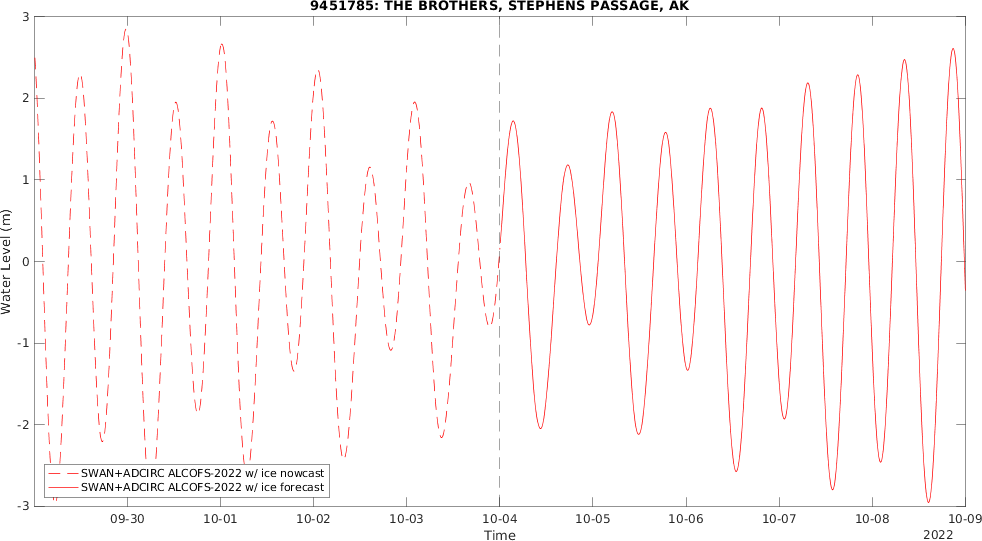 9451785: THE BROTHERS, STEPHENS PASSAGE, AK
3
2
1
0
-1
-2
-3
Water Level (m)
SWAN+ADCIRC ALCOFS-2022 w/ ice nowcast
SWAN+ADCIRC ALCOFS-2022 w/ ice forecast
09-30 10-01 10-02 10-03 10-04 10-05 10-06 10-07 10-08 10-09
Time
2022